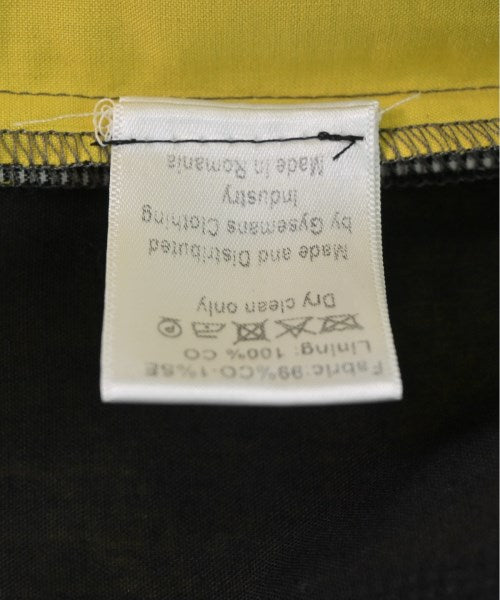 Fabric:99%CO-1%SE
Lining: 100% CO
P
Dry clean only
Made and Distributed
by Gysemans Clothing
Industry
Made in Romania